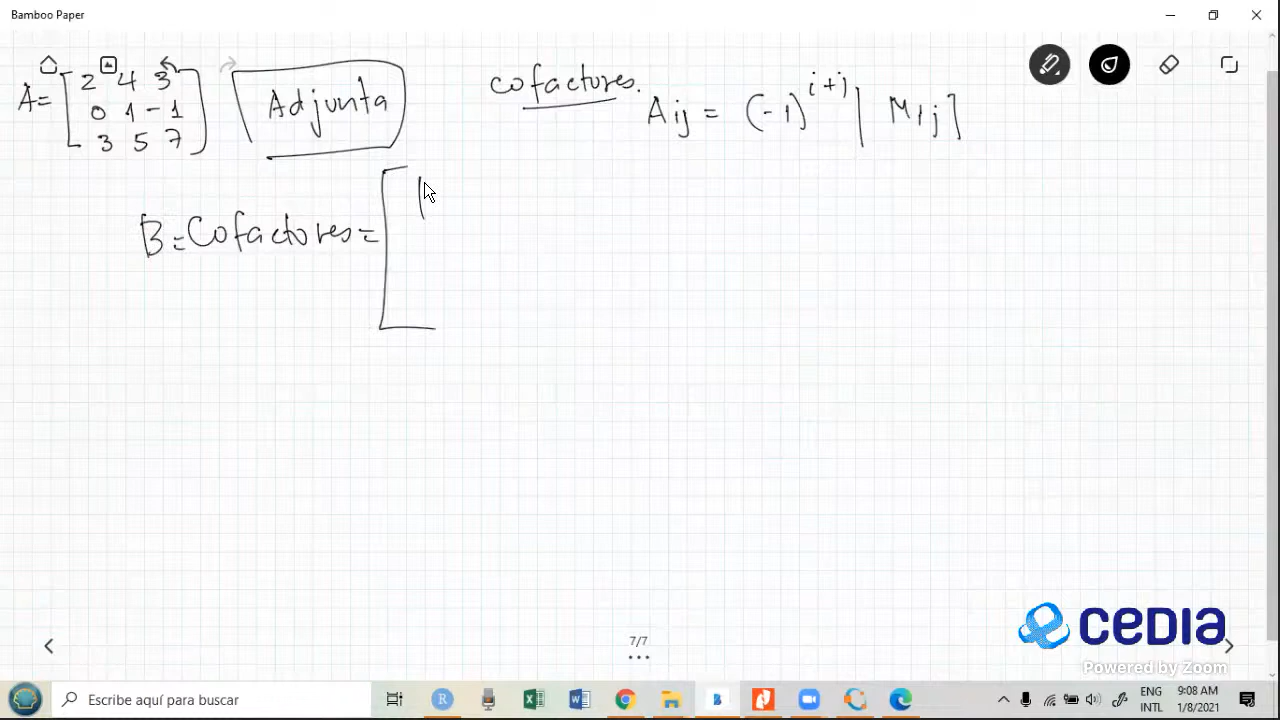 Bamboo Paper
A = [ 2 4 3
0 1 -1
3 5 7 ]
Adjunta
cofactores.
Aij = (-1)^i+j | Mij |
B = Cofactores = [ |
7/7
CEDIA
Powered by Zoom
Escribe aquí para buscar
ENG
INTL
9:08 AM
1/8/2021